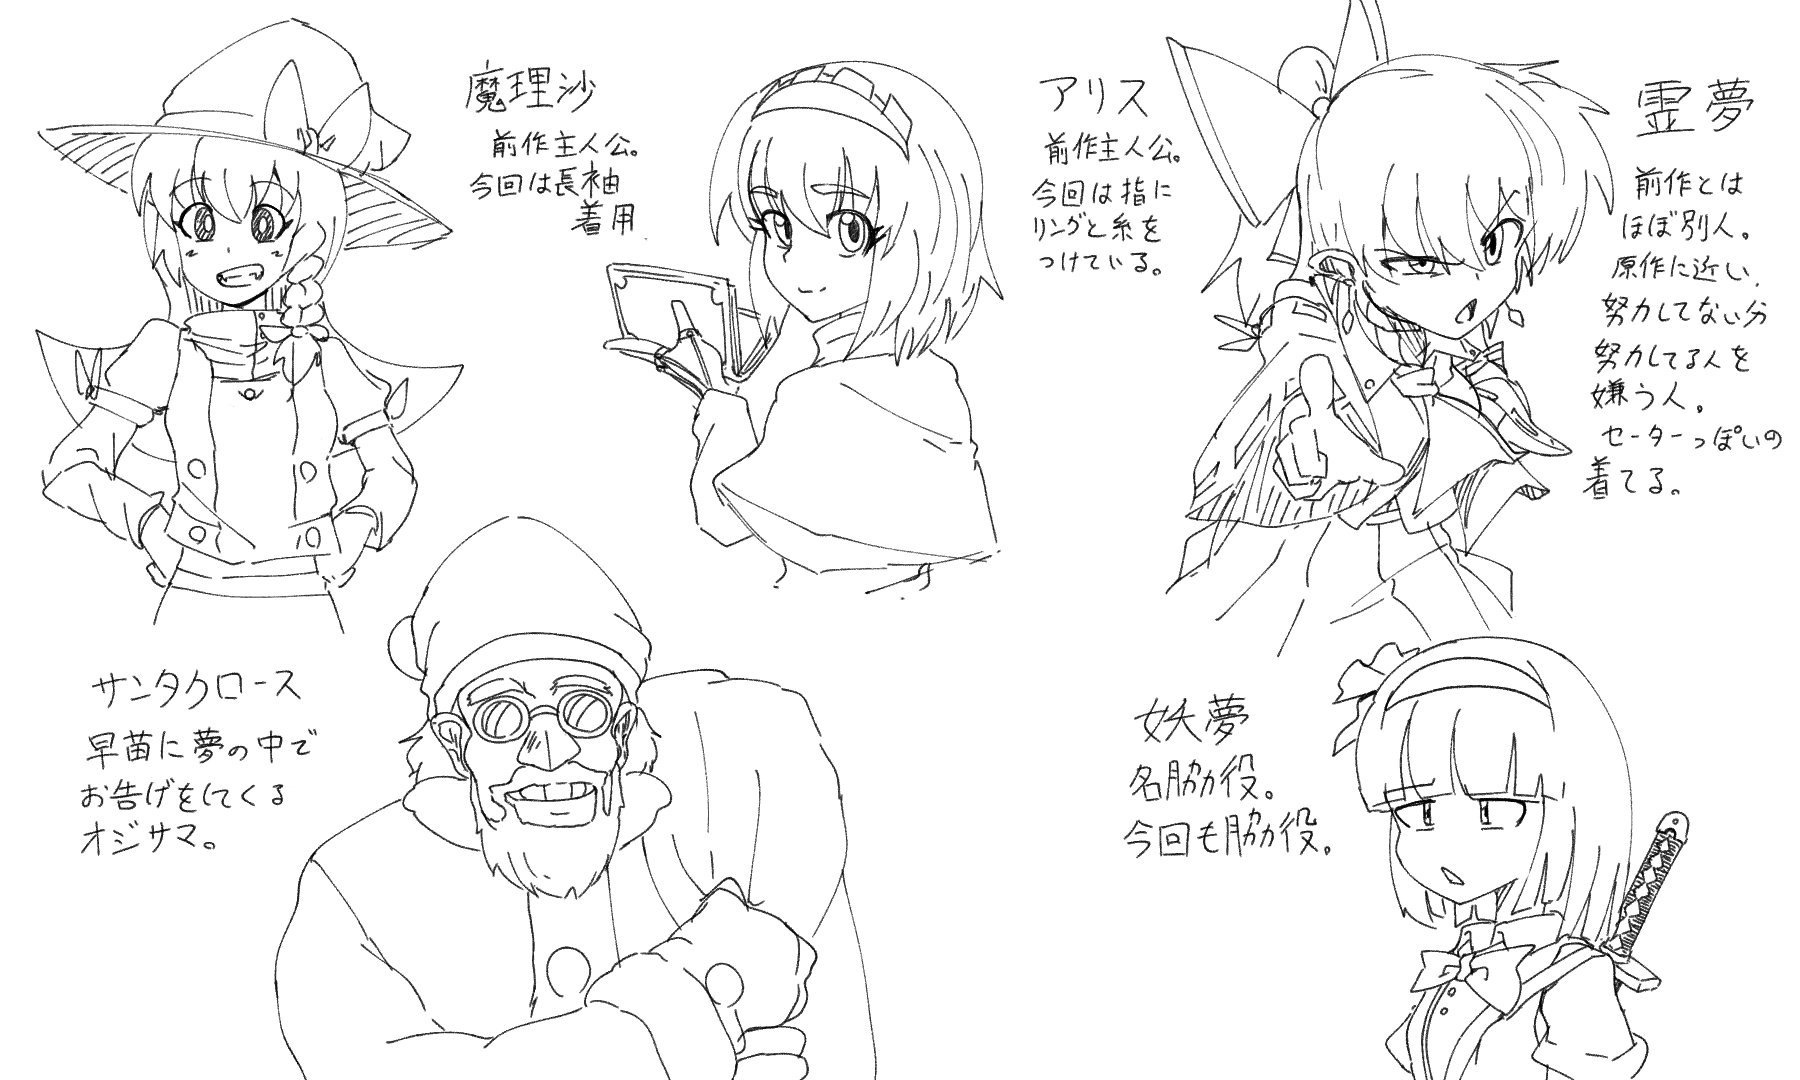 魔理沙
前作主人公。
今回は長袖
着用
アリス
前作主人公。
今回は指に
リングと糸を
つけている。
霊夢
前作とは
ほぼ別人。
原作に近い、
努力してない分
努力してる人を
嫌う人。
セーターっぽいの
着てる。
サンタクロース
早苗に夢の中で
お告げをしてくる
オジサマ。
妖夢
名脇役。
今回も脇役。